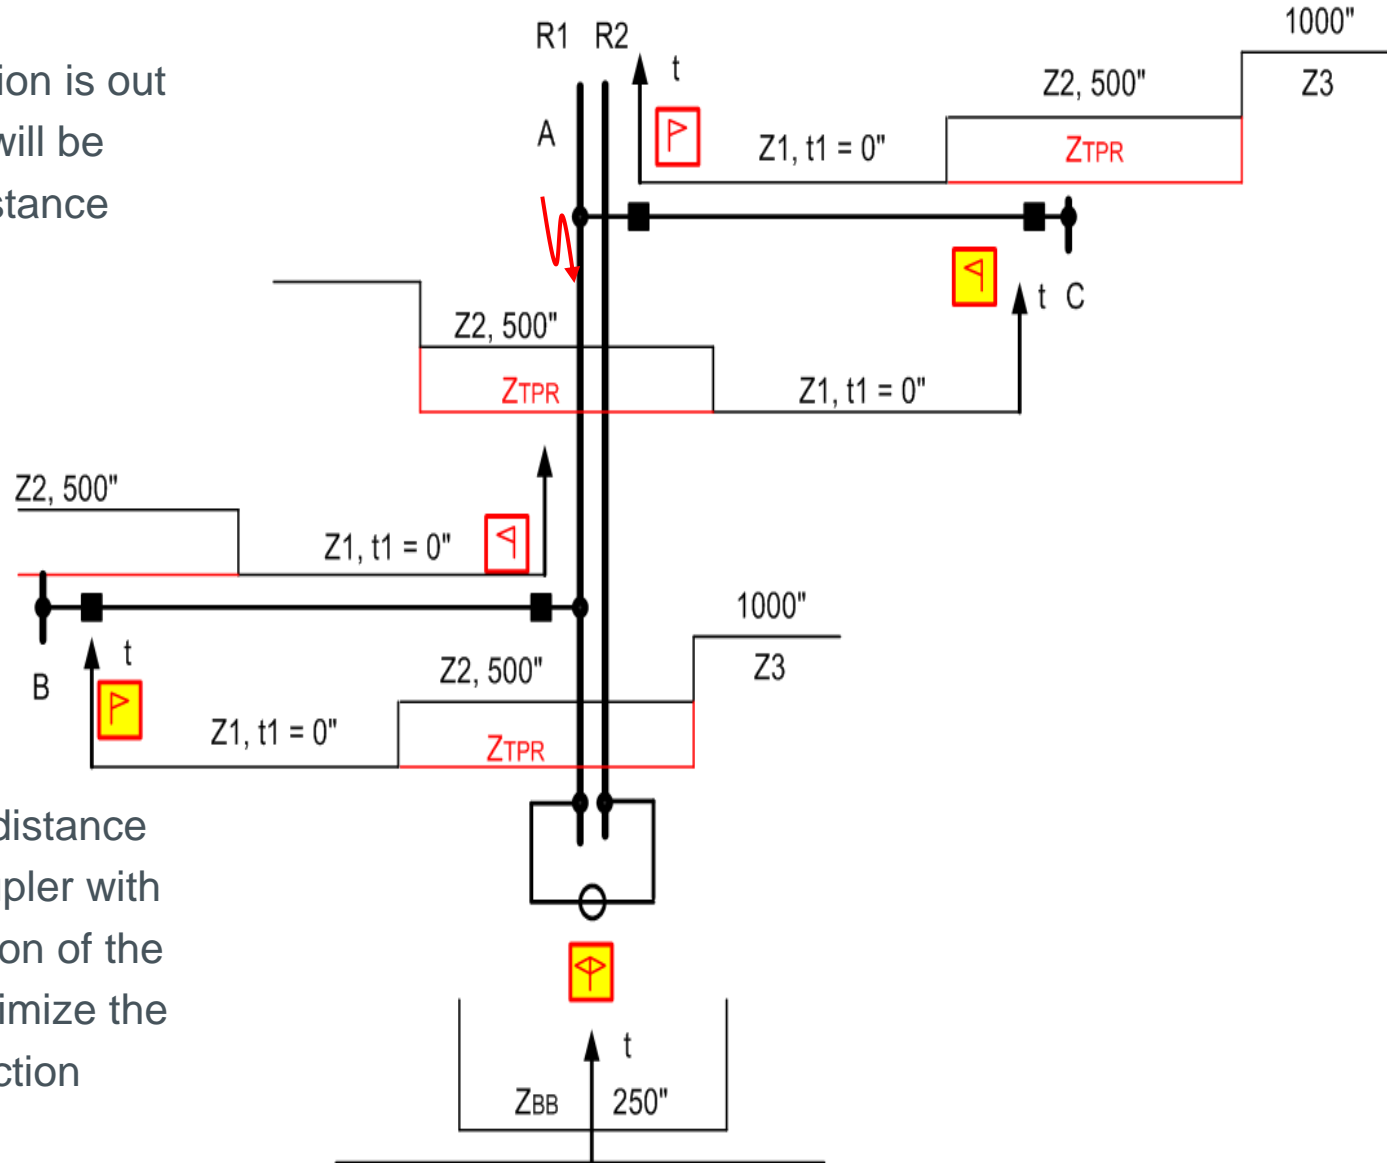 ion is out
will be
stance
R1 R2
t
1000"
Z2, 500"
Z3
A
Z1, t1 = 0"
ZTPR
t C
Z2, 500"
ZTPR
Z1, t1 = 0"
Z2, 500"
Z1, t1 = 0"
1000"
t
Z2, 500"
Z3
B
Z1, t1 = 0"
ZTPR
distance
upler with
ion of the
imize the
ction
t
ZBB 250"